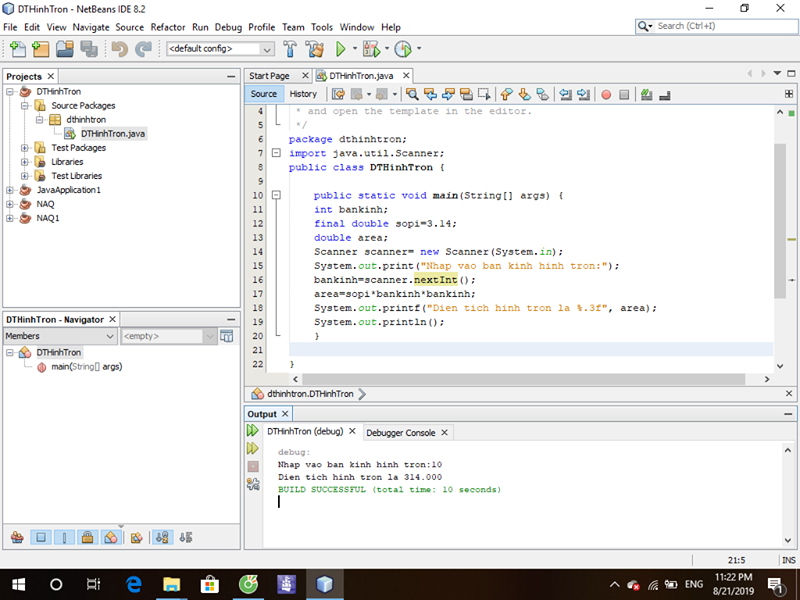 DTHinhTron - NetBeans IDE 8.2
File Edit View Navigate Source Refactor Run Debug Profile Team Tools Window Help
Search (Ctrl+I)
<default config>
Projects
DTHinhTron
Source Packages
dthinhtron
DTHinhTron.java
Test Packages
Libraries
Test Libraries
JavaApplication1
NAQ
NAQ1
DTHinhTron - Navigator
Members <empty>
DTHinhTron
main(String[] args)
Start Page DTHinhTron.java
Source History
4 * and open the template in the editor.
5 */
6 package dthinhtron;
7 import java.util.Scanner;
8 public class DTHinhTron {
9
10 public static void main(String[] args) {
11 int bankinh;
12 final double sopi=3.14;
13 double area;
14 Scanner scanner= new Scanner(System.in);
15 System.out.print("Nhap vao ban kinh hinh tron:");
16 bankinh=scanner.nextInt();
17 area=sopi*bankinh*bankinh;
18 System.out.printf("Dien tich hinh tron la %.3f", area);
19 System.out.println();
20 }
21
22 }
dthinhtron.DTHinhTron
Output
DTHinhTron (debug) Debugger Console
debug:
Nhap vao ban kinh hinh tron:10
Dien tich hinh tron la 314.000
BUILD SUCCESSFUL (total time: 10 seconds)
21:5 INS
ENG
11:22 PM
8/21/2019
1